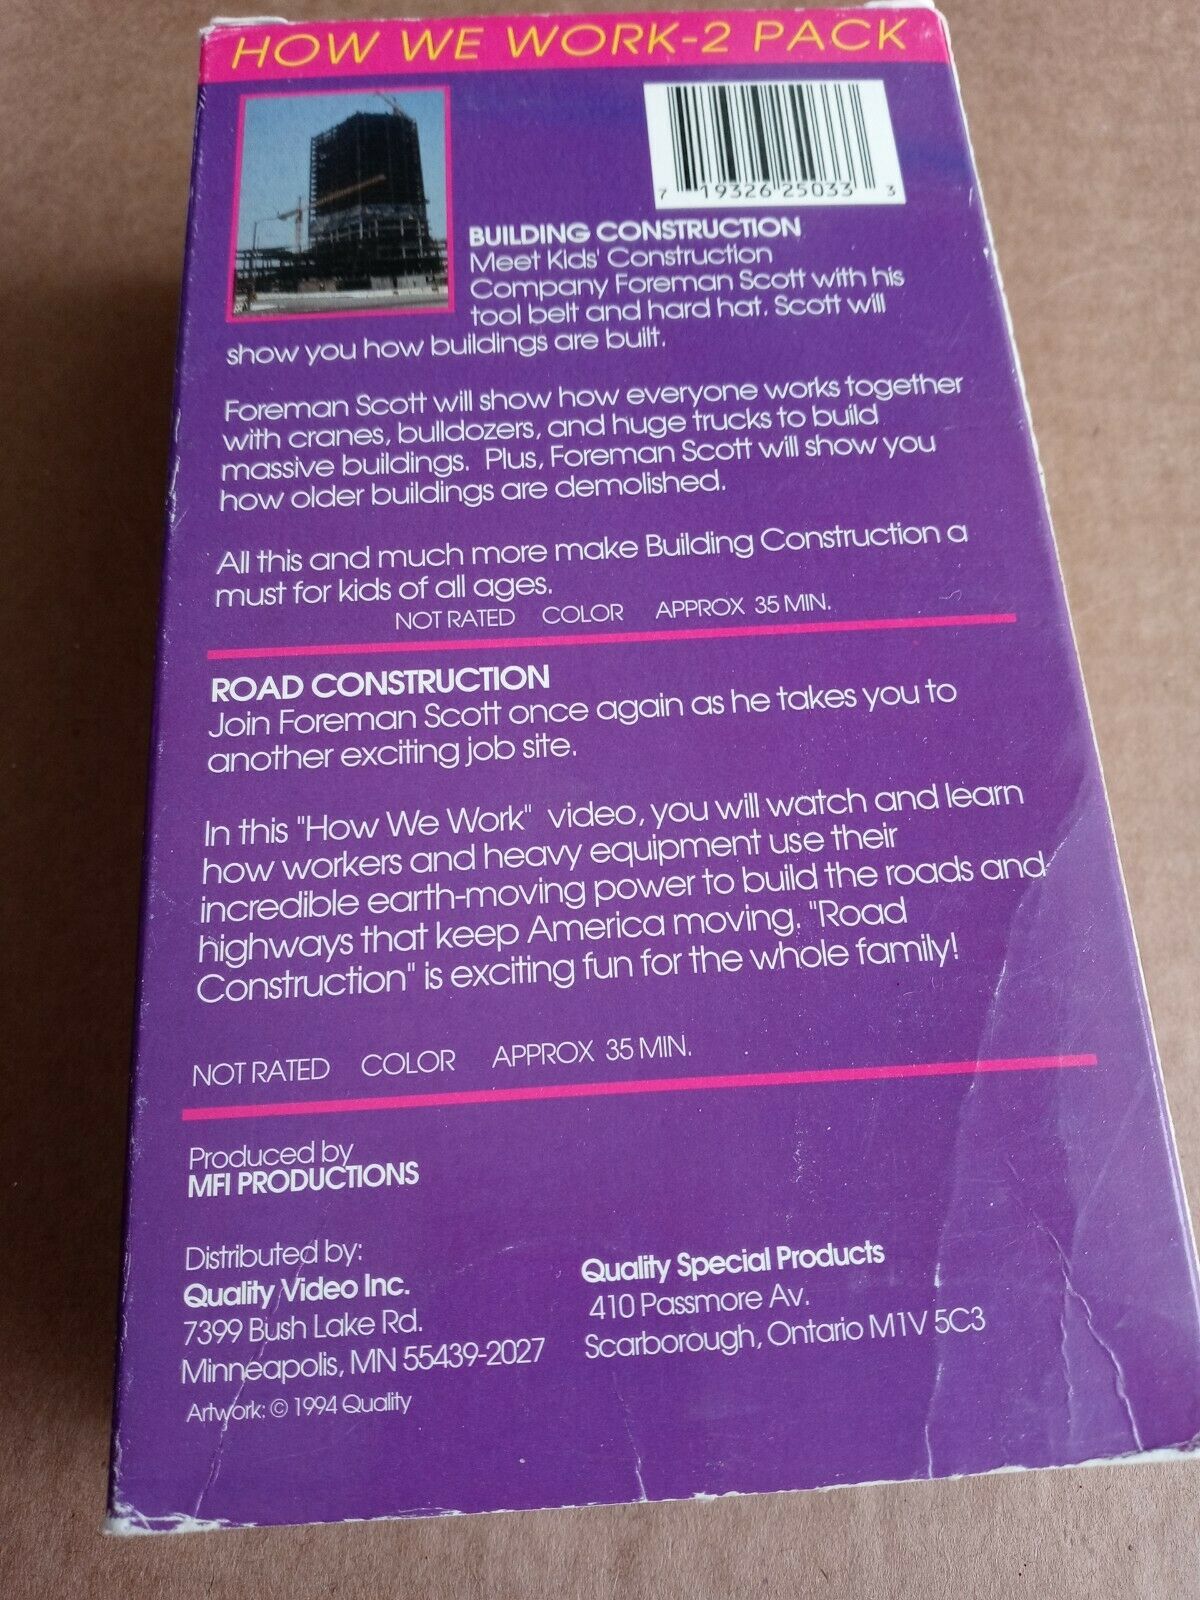 HOW WE WORK-2 PACK
7 19326 25033 3
BUILDING CONSTRUCTION
Meet Kids' Construction
Company Foreman Scott with his
tool belt and hard hat. Scott will
show you how buildings are built.
Foreman Scott will show how everyone works together
with cranes, bulldozers, and huge trucks to build
massive buildings. Plus, Foreman Scott will show you
how older buildings are demolished.
All this and much more make Building Construction a
must for kids of all ages.
NOT RATED COLOR APPROX 35 MIN.
ROAD CONSTRUCTION
Join Foreman Scott once again as he takes you to
another exciting job site.
In this "How We Work" video, you will watch and learn
how workers and heavy equipment use their
incredible earth-moving power to build the roads and
highways that keep America moving. "Road
Construction" is exciting fun for the whole family!
NOT RATED COLOR APPROX 35 MIN.
Produced by
MFI PRODUCTIONS
Distributed by:
Quality Video Inc.
7399 Bush Lake Rd.
Minneapolis, MN 55439-2027
Artwork: © 1994 Quality
Quality Special Products
410 Passmore Av.
Scarborough, Ontario M1V 5C3